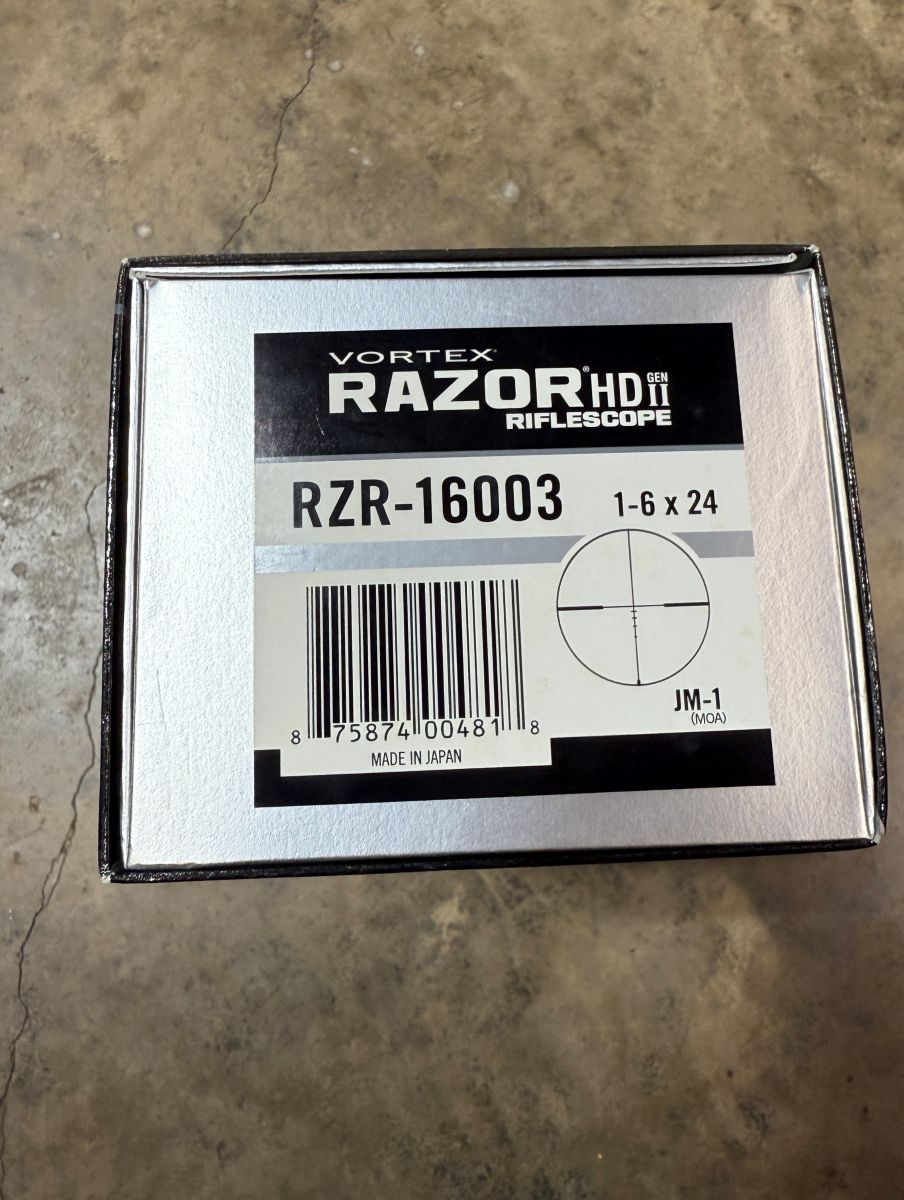 VORTEX®
RAZOR® HD GEN II
RIFLESCOPE
RZR-16003 1-6 x 24
8 75874 00481 8
MADE IN JAPAN
JM-1
(MOA)